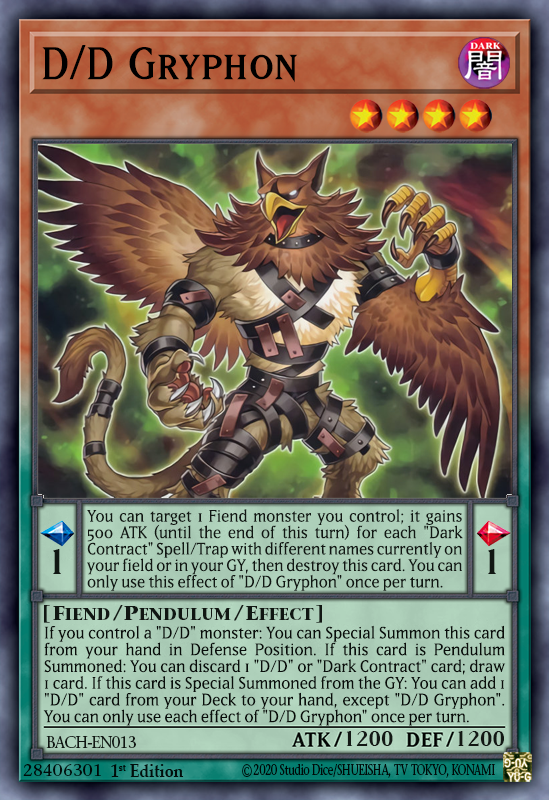 D/D Gryphon
DARK
闇
You can target 1 Fiend monster you control; it gains
500 ATK (until the end of this turn) for each "Dark
Contract" Spell/Trap with different names currently on
your field or in your GY, then destroy this card. You can
only use this effect of "D/D Gryphon" once per turn.
1
1
[Fiend/Pendulum/Effect]
If you control a "D/D" monster: You can Special Summon this card
from your hand in Defense Position. If this card is Pendulum
Summoned: You can discard 1 "D/D" or "Dark Contract" card; draw
1 card. If this card is Special Summoned from the GY: You can add 1
"D/D" card from your Deck to your hand, except "D/D Gryphon".
You can only use each effect of "D/D Gryphon" once per turn.
BACH-EN013
ATK/1200 DEF/1200
28406301 1st Edition
©2020 Studio Dice/SHUEISHA, TV TOKYO, KONAMI